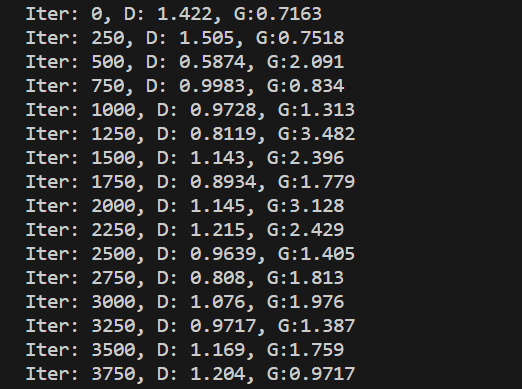 Iter: 0, D: 1.422, G:0.7163
Iter: 250, D: 1.505, G:0.7518
Iter: 500, D: 0.5874, G:2.091
Iter: 750, D: 0.9983, G:0.834
Iter: 1000, D: 0.9728, G:1.313
Iter: 1250, D: 0.8119, G:3.482
Iter: 1500, D: 1.143, G:2.396
Iter: 1750, D: 0.8934, G:1.779
Iter: 2000, D: 1.145, G:3.128
Iter: 2250, D: 1.215, G:2.429
Iter: 2500, D: 0.9639, G:1.405
Iter: 2750, D: 0.808, G:1.813
Iter: 3000, D: 1.076, G:1.976
Iter: 3250, D: 0.9717, G:1.387
Iter: 3500, D: 1.169, G:1.759
Iter: 3750, D: 1.204, G:0.9717